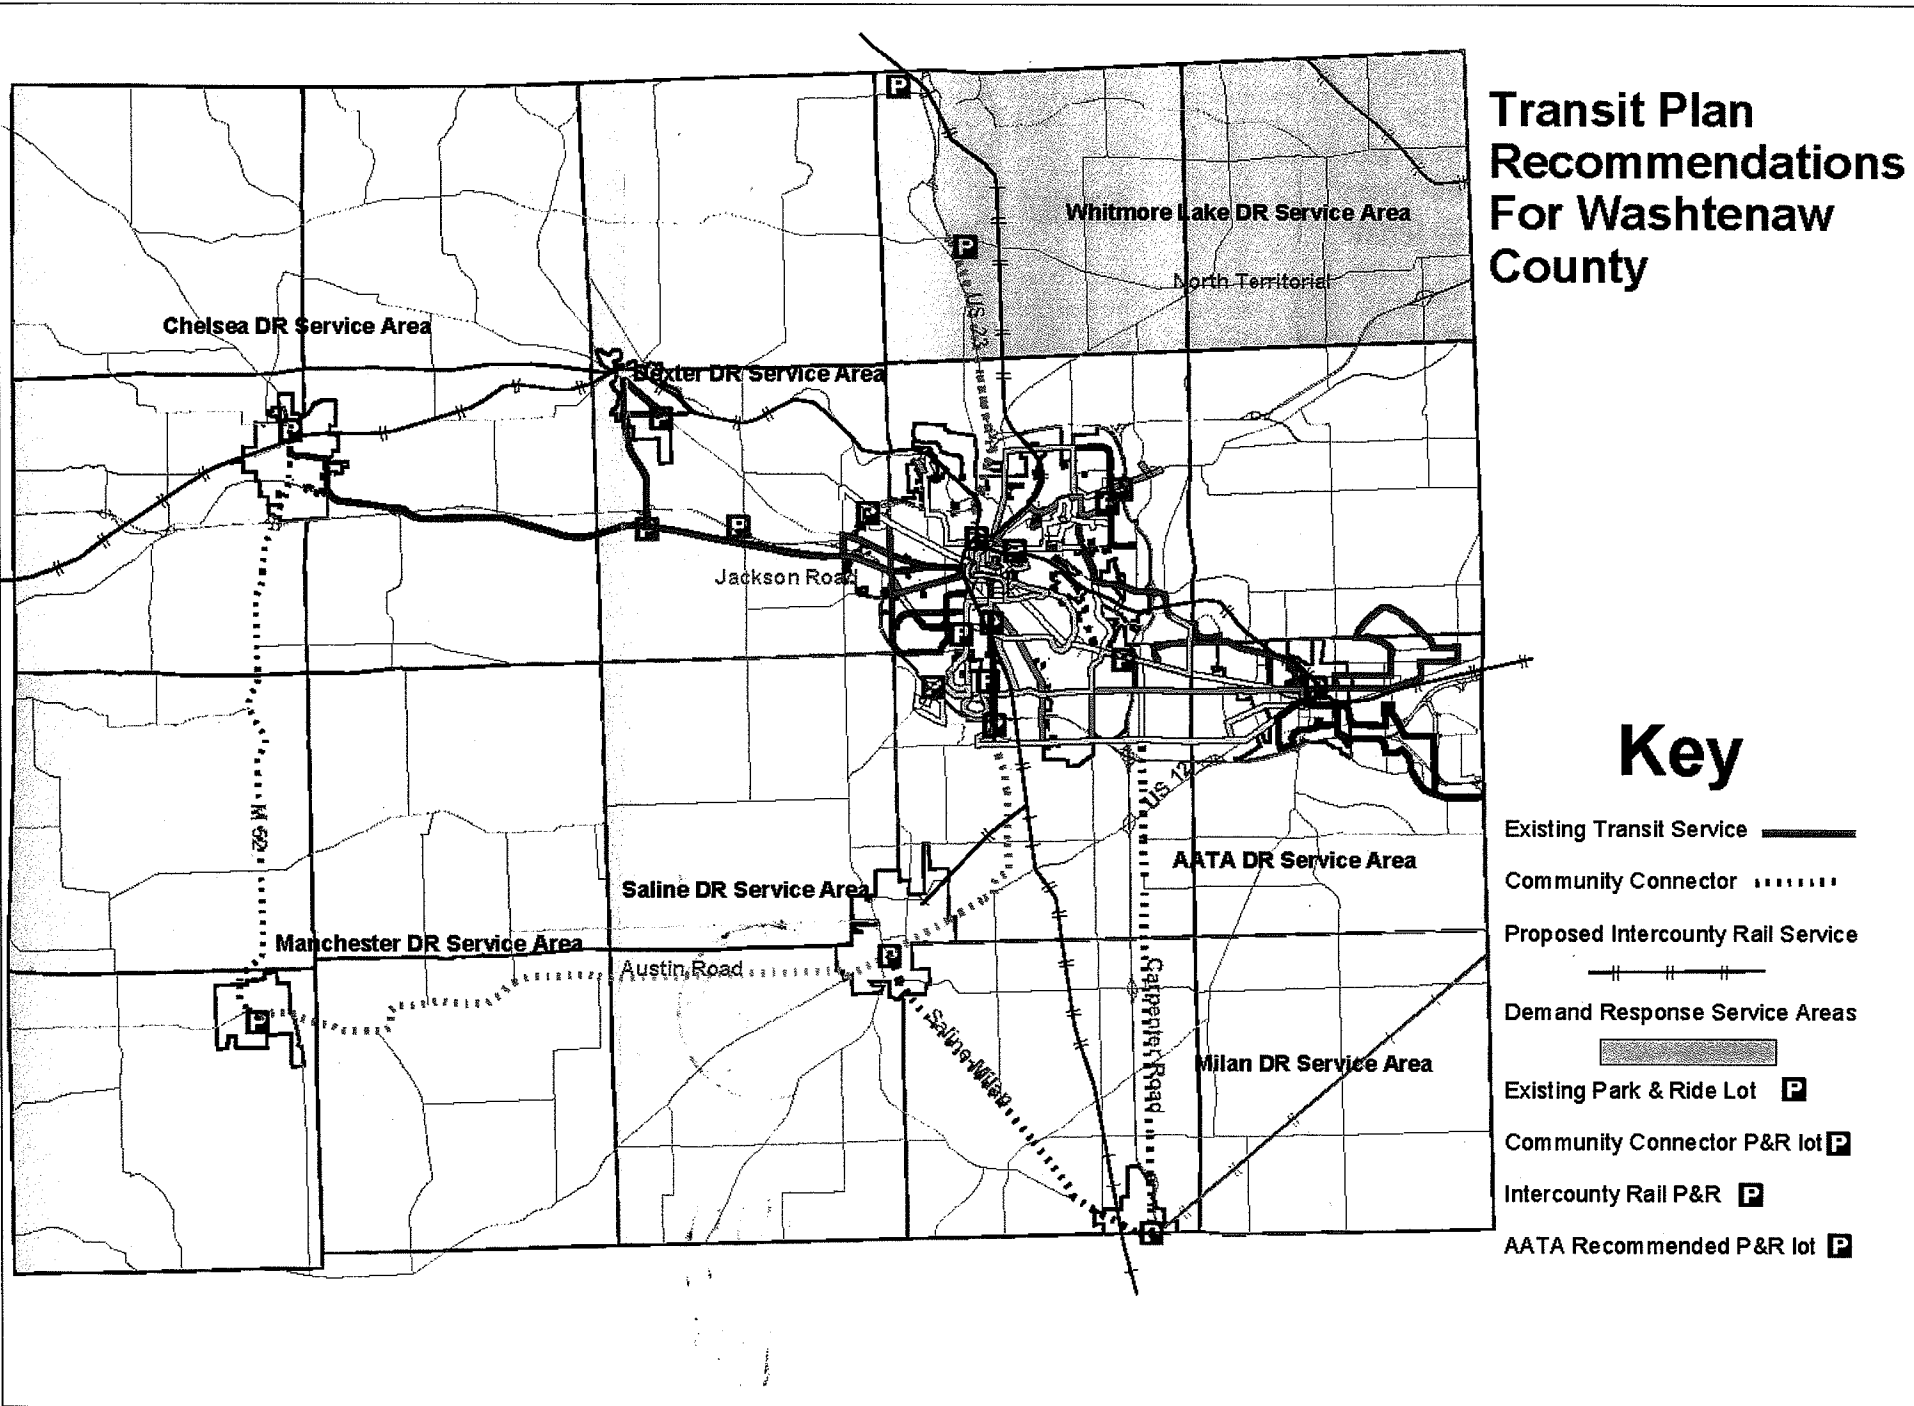 Transit Plan
Recommendations
For Washtenaw
County
Whitmore Lake DR Service Area
North Territorial
US 23
Chelsea DR Service Area
Dexter DR Service Area
Jackson Road
M 52
US 12
AATA DR Service Area
Saline DR Service Area
Manchester DR Service Area
Austin Road
Saline-Milan
Carpenter Road
Milan DR Service Area
Key
Existing Transit Service
Community Connector
Proposed Intercounty Rail Service
Demand Response Service Areas
Existing Park & Ride Lot P
Community Connector P&R lot P
Intercounty Rail P&R P
AATA Recommended P&R lot P